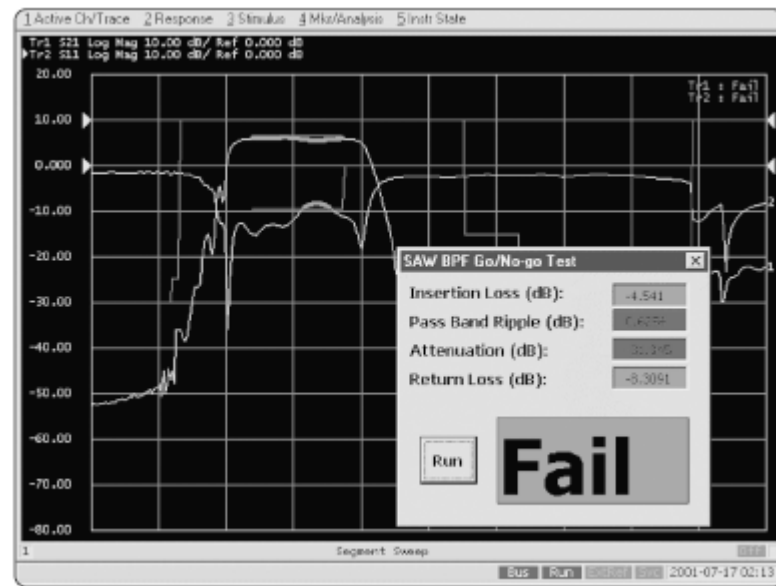 1 Active Ch/Trace 2 Response 3 Stimulus 4 Mkr/Analysis 5 Instr State
Tr1 S21 Log Mag 10.00 dB/ Ref 0.000 dB
Tr2 S11 Log Mag 10.00 dB/ Ref 0.000 dB
Tr1 : Fail
Tr2 : Fail
20.00
10.00
0.000
-10.00
-20.00
-30.00
-40.00
-50.00
-60.00
-70.00
-80.00
2
1
SAW BPF Go/No-go Test
Insertion Loss (dB): -4.541
Pass Band Ripple (dB):
Attenuation (dB):
Return Loss (dB): -8.3091
Run
Fail
1 Segment Sweep
Bus Run ExtRef Svc 2001-07-17 02:13